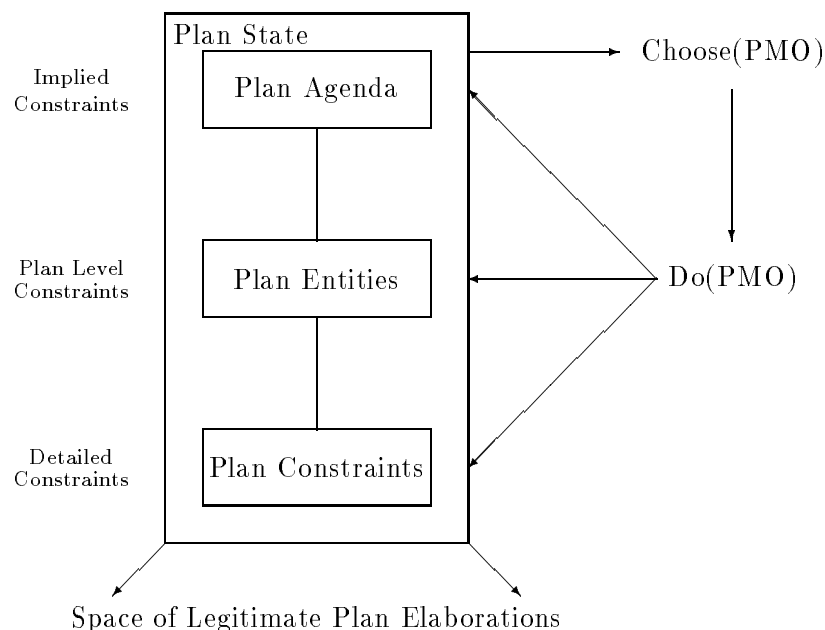 Plan State
Implied
Constraints
Plan Agenda
Choose(PMO)
Plan Level
Constraints
Plan Entities
Do(PMO)
Detailed
Constraints
Plan Constraints
Space of Legitimate Plan Elaborations